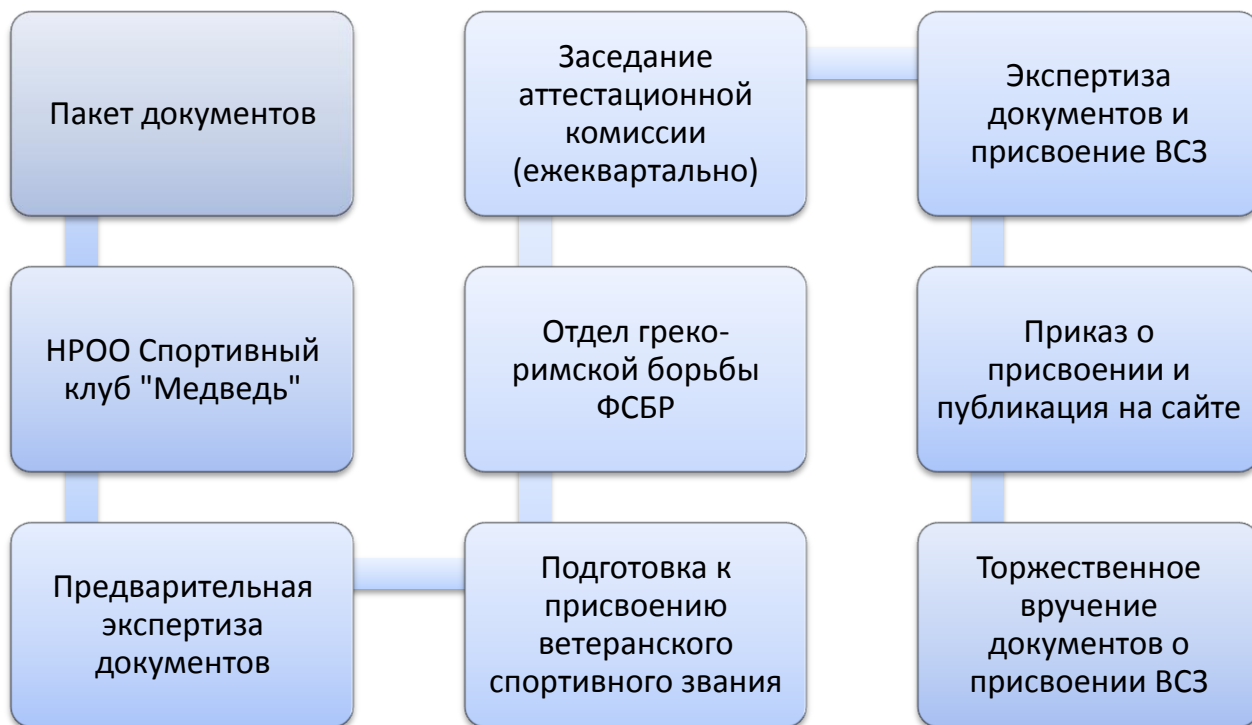 Пакет документов
НРОО Спортивный
клуб "Медведь"
Предварительная
экспертиза
документов
Подготовка к
присвоению
ветеранского
спортивного звания
Отдел греко-
римской борьбы
ФСБР
Заседание
аттестационной
комиссии
(ежеквартально)
Экспертиза
документов и
присвоение ВСЗ
Приказ о
присвоении и
публикация на сайте
Торжественное
вручение
документов о
присвоении ВСЗ